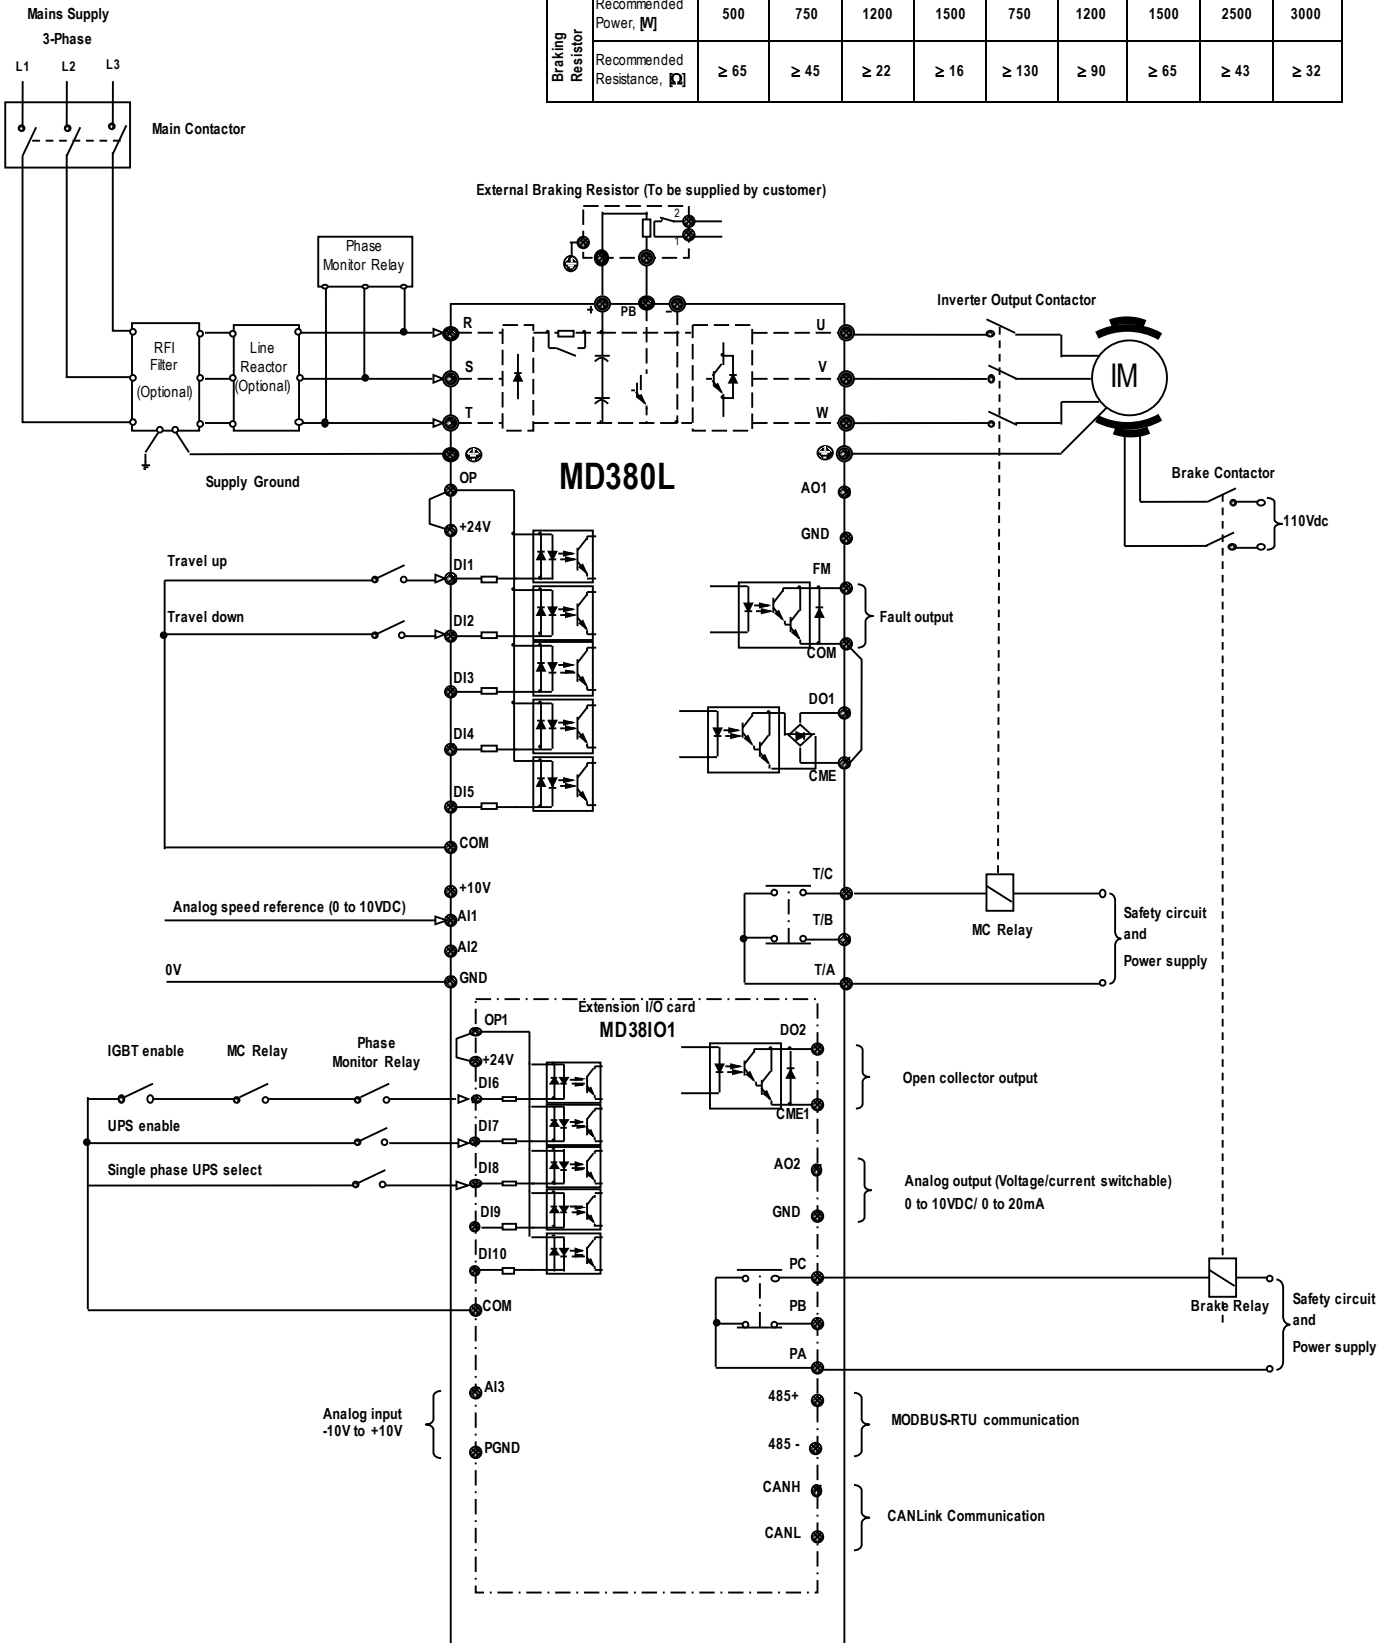 Mains Supply
3-Phase
L1 L2 L3
Main Contactor
Braking
Resistor
Recommended
Power, [W]
500 750 1200 1500 750 1200 1500 2500 3000
Recommended
Resistance, [Ω]
≥ 65 ≥ 45 ≥ 22 ≥ 16 ≥ 130 ≥ 90 ≥ 65 ≥ 43 ≥ 32
External Braking Resistor (To be supplied by customer)
2
1
Phase
Monitor Relay
+ PB -
Inverter Output Contactor
R
S
T
U
V
W
RFI
Filter
(Optional)
Line
Reactor
(Optional)
IM
Supply Ground
MD380L
Brake Contactor
110Vdc
OP
+24V
Travel up
DI1
Travel down
DI2
DI3
DI4
DI5
COM
+10V
Analog speed reference (0 to 10VDC)
AI1
AI2
0V
GND
AO1
GND
FM
Fault output
COM
DO1
CME
T/C
T/B
T/A
MC Relay
Safety circuit
and
Power supply
Extension I/O card
MD38IO1
OP1
+24V
IGBT enable
MC Relay
Phase
Monitor Relay
DI6
UPS enable
DI7
Single phase UPS select
DI8
DI9
DI10
COM
Analog input
-10V to +10V
AI3
PGND
DO2
Open collector output
CME1
AO2
Analog output (Voltage/current switchable)
0 to 10VDC/ 0 to 20mA
GND
PC
PB
PA
Brake Relay
Safety circuit
and
Power supply
485+
MODBUS-RTU communication
485 -
CANH
CANLink Communication
CANL